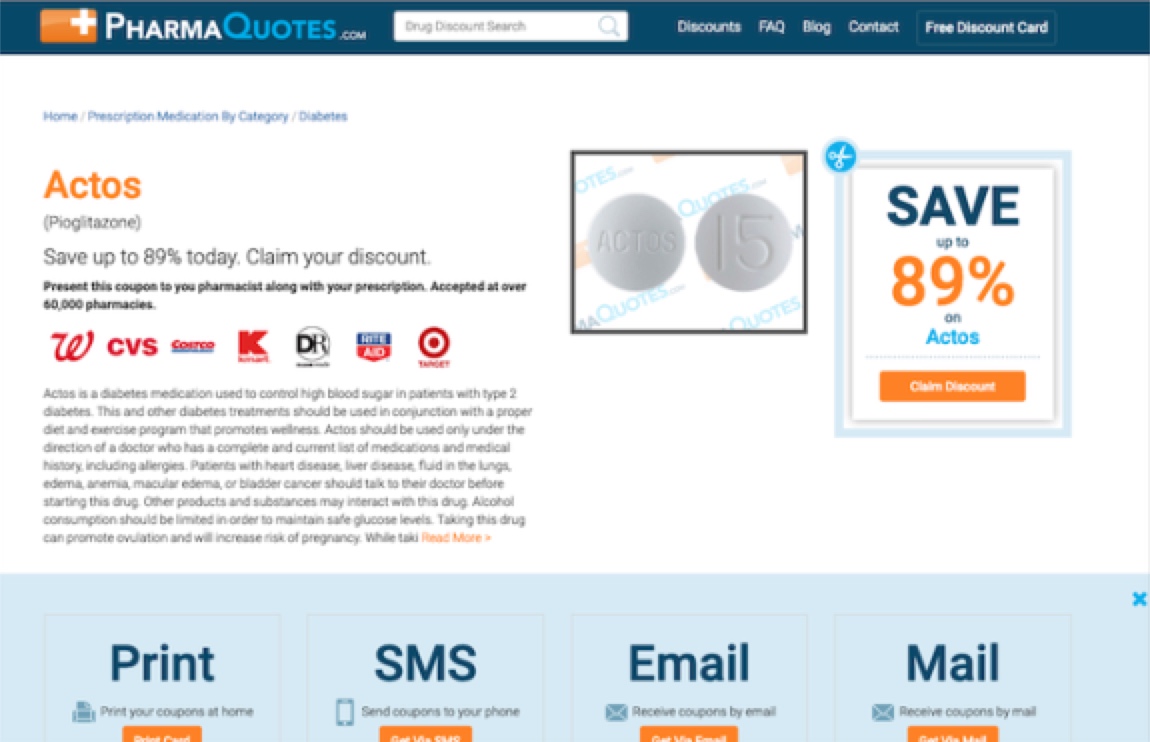 PHARMAQUOTES.COM
Drug Discount Search
Discounts FAQ Blog Contact Free Discount Card
Home / Prescription Medication By Category / Diabetes
Actos
(Pioglitazone)
Save up to 89% today. Claim your discount.
Present this coupon to you pharmacist along with your prescription. Accepted at over
60,000 pharmacies.
W CVS COSTCO K kmart DR RITE AID TARGET
Actos is a diabetes medication used to control high blood sugar in patients with type 2
diabetes. This and other diabetes treatments should be used in conjunction with a proper
diet and exercise program that promotes wellness. Actos should be used only under the
direction of a doctor who has a complete and current list of medications and medical
history, including allergies. Patients with heart disease, liver disease, fluid in the lungs,
edema, anemia, macular edema, or bladder cancer should talk to their doctor before
starting this drug. Other products and substances may interact with this drug. Alcohol
consumption should be limited in order to maintain safe glucose levels. Taking this drug
can promote ovulation and will increase risk of pregnancy. While taki Read More >
OTES.COM
QUOTES.COM
ACTOS 15
MAQUOTES.COM
QUOTES
SAVE
up to
89%
on
Actos
Claim Discount
Print
Print your coupons at home
Print Card
SMS
Send coupons to your phone
Get Via SMS
Email
Receive coupons by email
Get Via Email
Mail
Receive coupons by mail
Get Via Mail